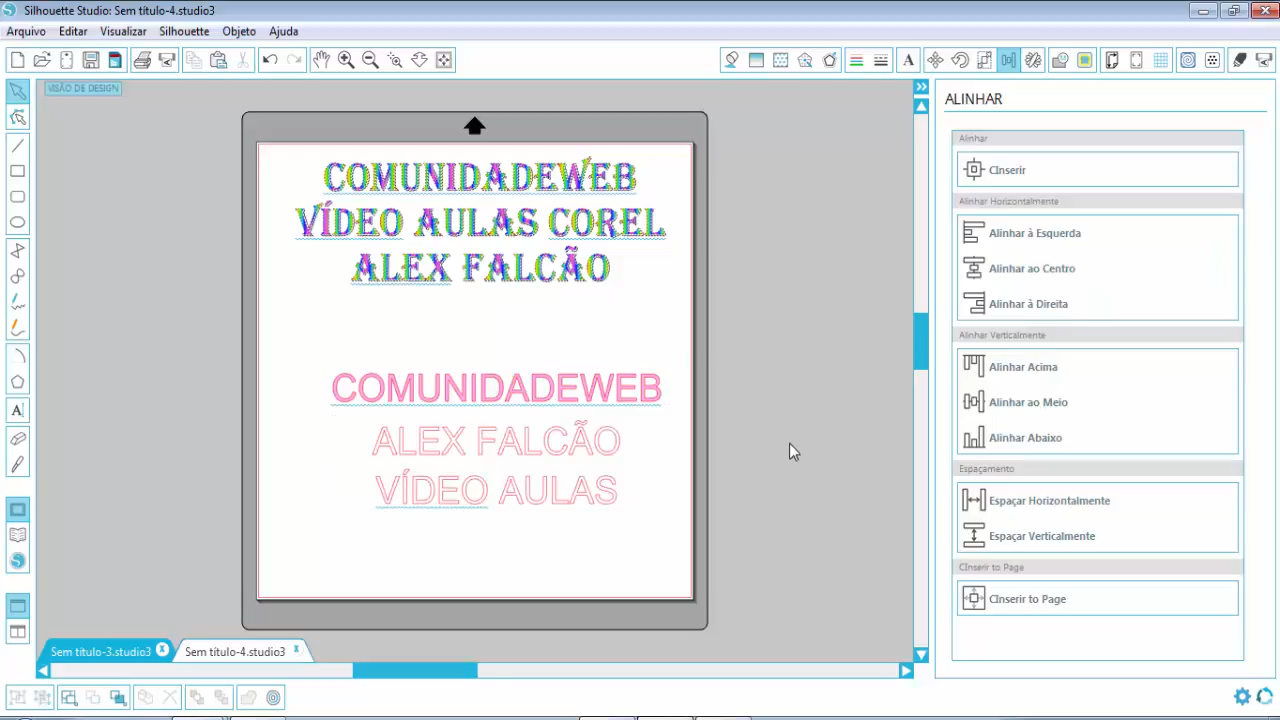 Silhouette Studio: Sem título-4.studio3
Arquivo Editar Visualizar Silhouette Objeto Ajuda
VISÃO DE DESIGN
COMUNIDADEWEB
VÍDEO AULAS COREL
ALEX FALCÃO
COMUNIDADEWEB
ALEX FALCÃO
VÍDEO AULAS
ALINHAR
Alinhar
CInserir
Alinhar Horizontalmente
Alinhar à Esquerda
Alinhar ao Centro
Alinhar à Direita
Alinhar Verticalmente
Alinhar Acima
Alinhar ao Meio
Alinhar Abaixo
Espaçamento
Espaçar Horizontalmente
Espaçar Verticalmente
CInserir to Page
CInserir to Page
Sem título-3.studio3 Sem título-4.studio3